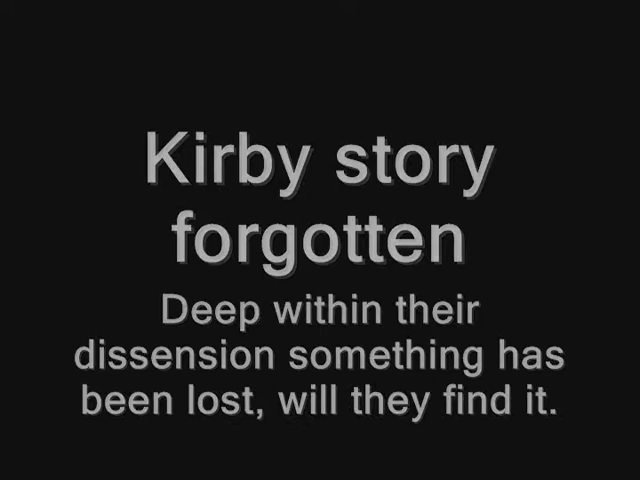 Kirby story
forgotten
Deep within their
dissension something has
been lost, will they find it.